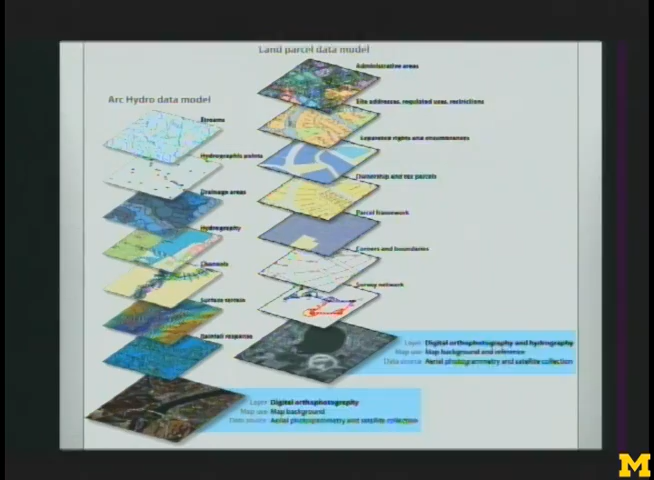 Land parcel data model
Administrative areas
Arc Hydro data model
Site addresses, regulated uses, restrictions
Streams
Separated rights and encumbrances
Hydrographic points
Ownership and tax parcels
Drainage areas
Parcel framework
Hydrography
Corners and boundaries
Channels
Survey network
Surface terrain
Rainfall response
Layer: Digital orthophotography and hydrography
Map use: Map background and reference
Data source: Aerial photogrammetry and satellite collection
Layer: Digital orthophotography
Map use: Map background
Data source: Aerial photogrammetry and satellite collection
M